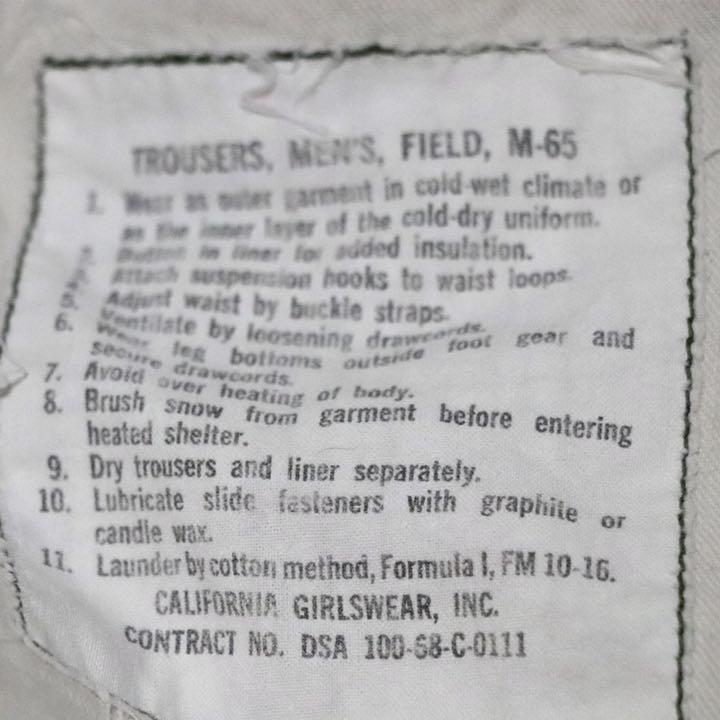 TROUSERS, MEN'S, FIELD, M-65
1. Wear as outer garment in cold-wet climate or
as the inner layer of the cold-dry uniform.
2. Button in liner for added insulation.
3. Attach suspension hooks to waist loops.
Adjust waist by buckle straps.
5. Ventilate by loosening drawcords.
6. Wear leg bottoms outside foot gear and
secure drawcords.
7. Avoid over heating of body.
8. Brush snow from garment before entering
heated shelter.
9. Dry trousers and liner separately.
10. Lubricate slide fasteners with graphite or
candle wax.
11. Launder by cotton method, Formula I, FM 10-16.
CALIFORNIA GIRLSWEAR, INC.
CONTRACT NO. DSA 100-68-C-0111